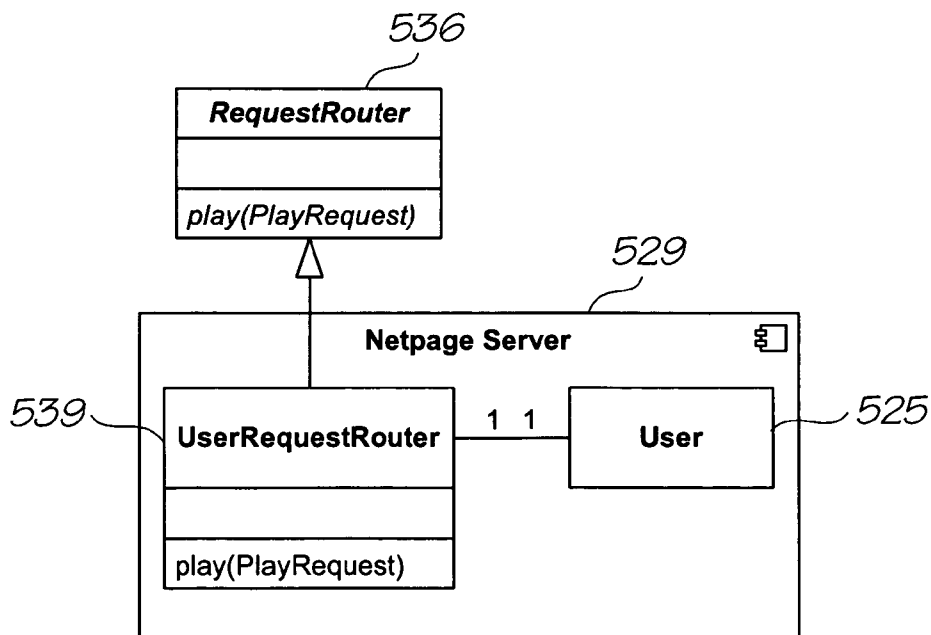 536
RequestRouter
play(PlayRequest)
529
Netpage Server
539
UserRequestRouter
1 1
User
525
play(PlayRequest)